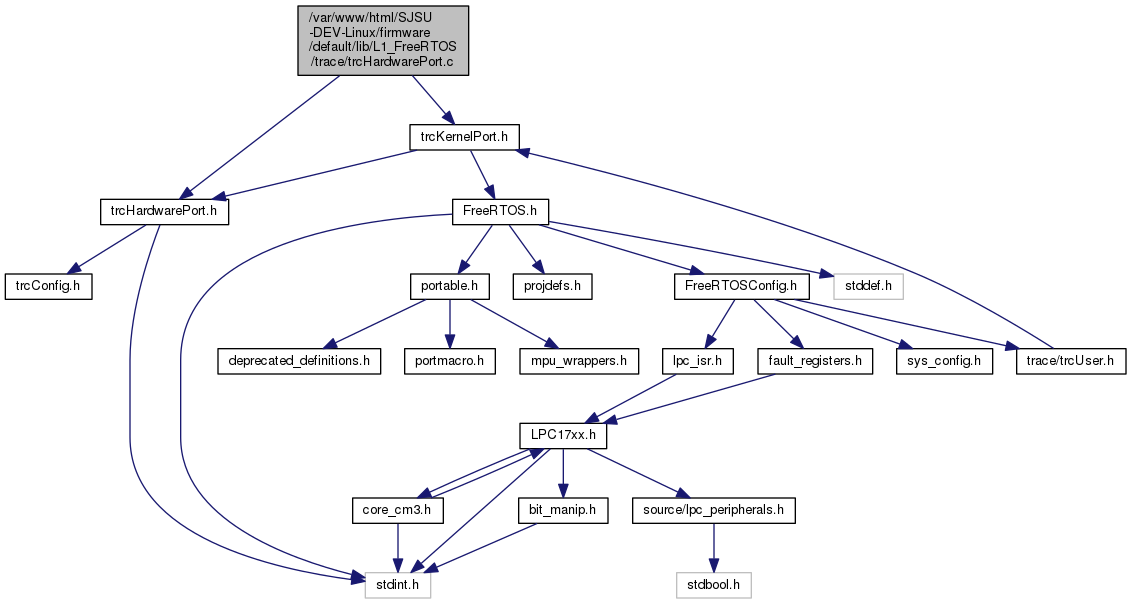 /var/www/html/SJSU
-DEV-Linux/firmware
/default/lib/L1_FreeRTOS
/trace/trcHardwarePort.c
trcKernelPort.h
trcHardwarePort.h
FreeRTOS.h
trcConfig.h
portable.h
projdefs.h
FreeRTOSConfig.h
stddef.h
deprecated_definitions.h
portmacro.h
mpu_wrappers.h
lpc_isr.h
fault_registers.h
sys_config.h
trace/trcUser.h
LPC17xx.h
core_cm3.h
bit_manip.h
source/lpc_peripherals.h
stdint.h
stdbool.h